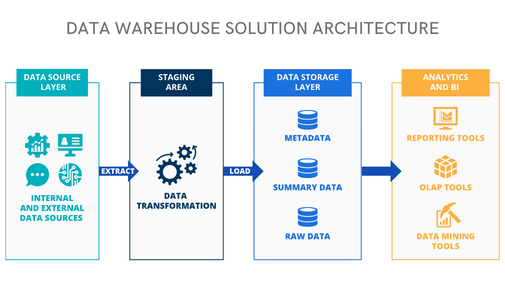 DATA WAREHOUSE SOLUTION ARCHITECTURE
DATA SOURCE
LAYER
INTERNAL
AND EXTERNAL
DATA SOURCES
EXTRACT
STAGING
AREA
DATA
TRANSFORMATION
LOAD
DATA STORAGE
LAYER
METADATA
SUMMARY DATA
RAW DATA
ANALYTICS
AND BI
REPORTING TOOLS
OLAP TOOLS
DATA MINING
TOOLS